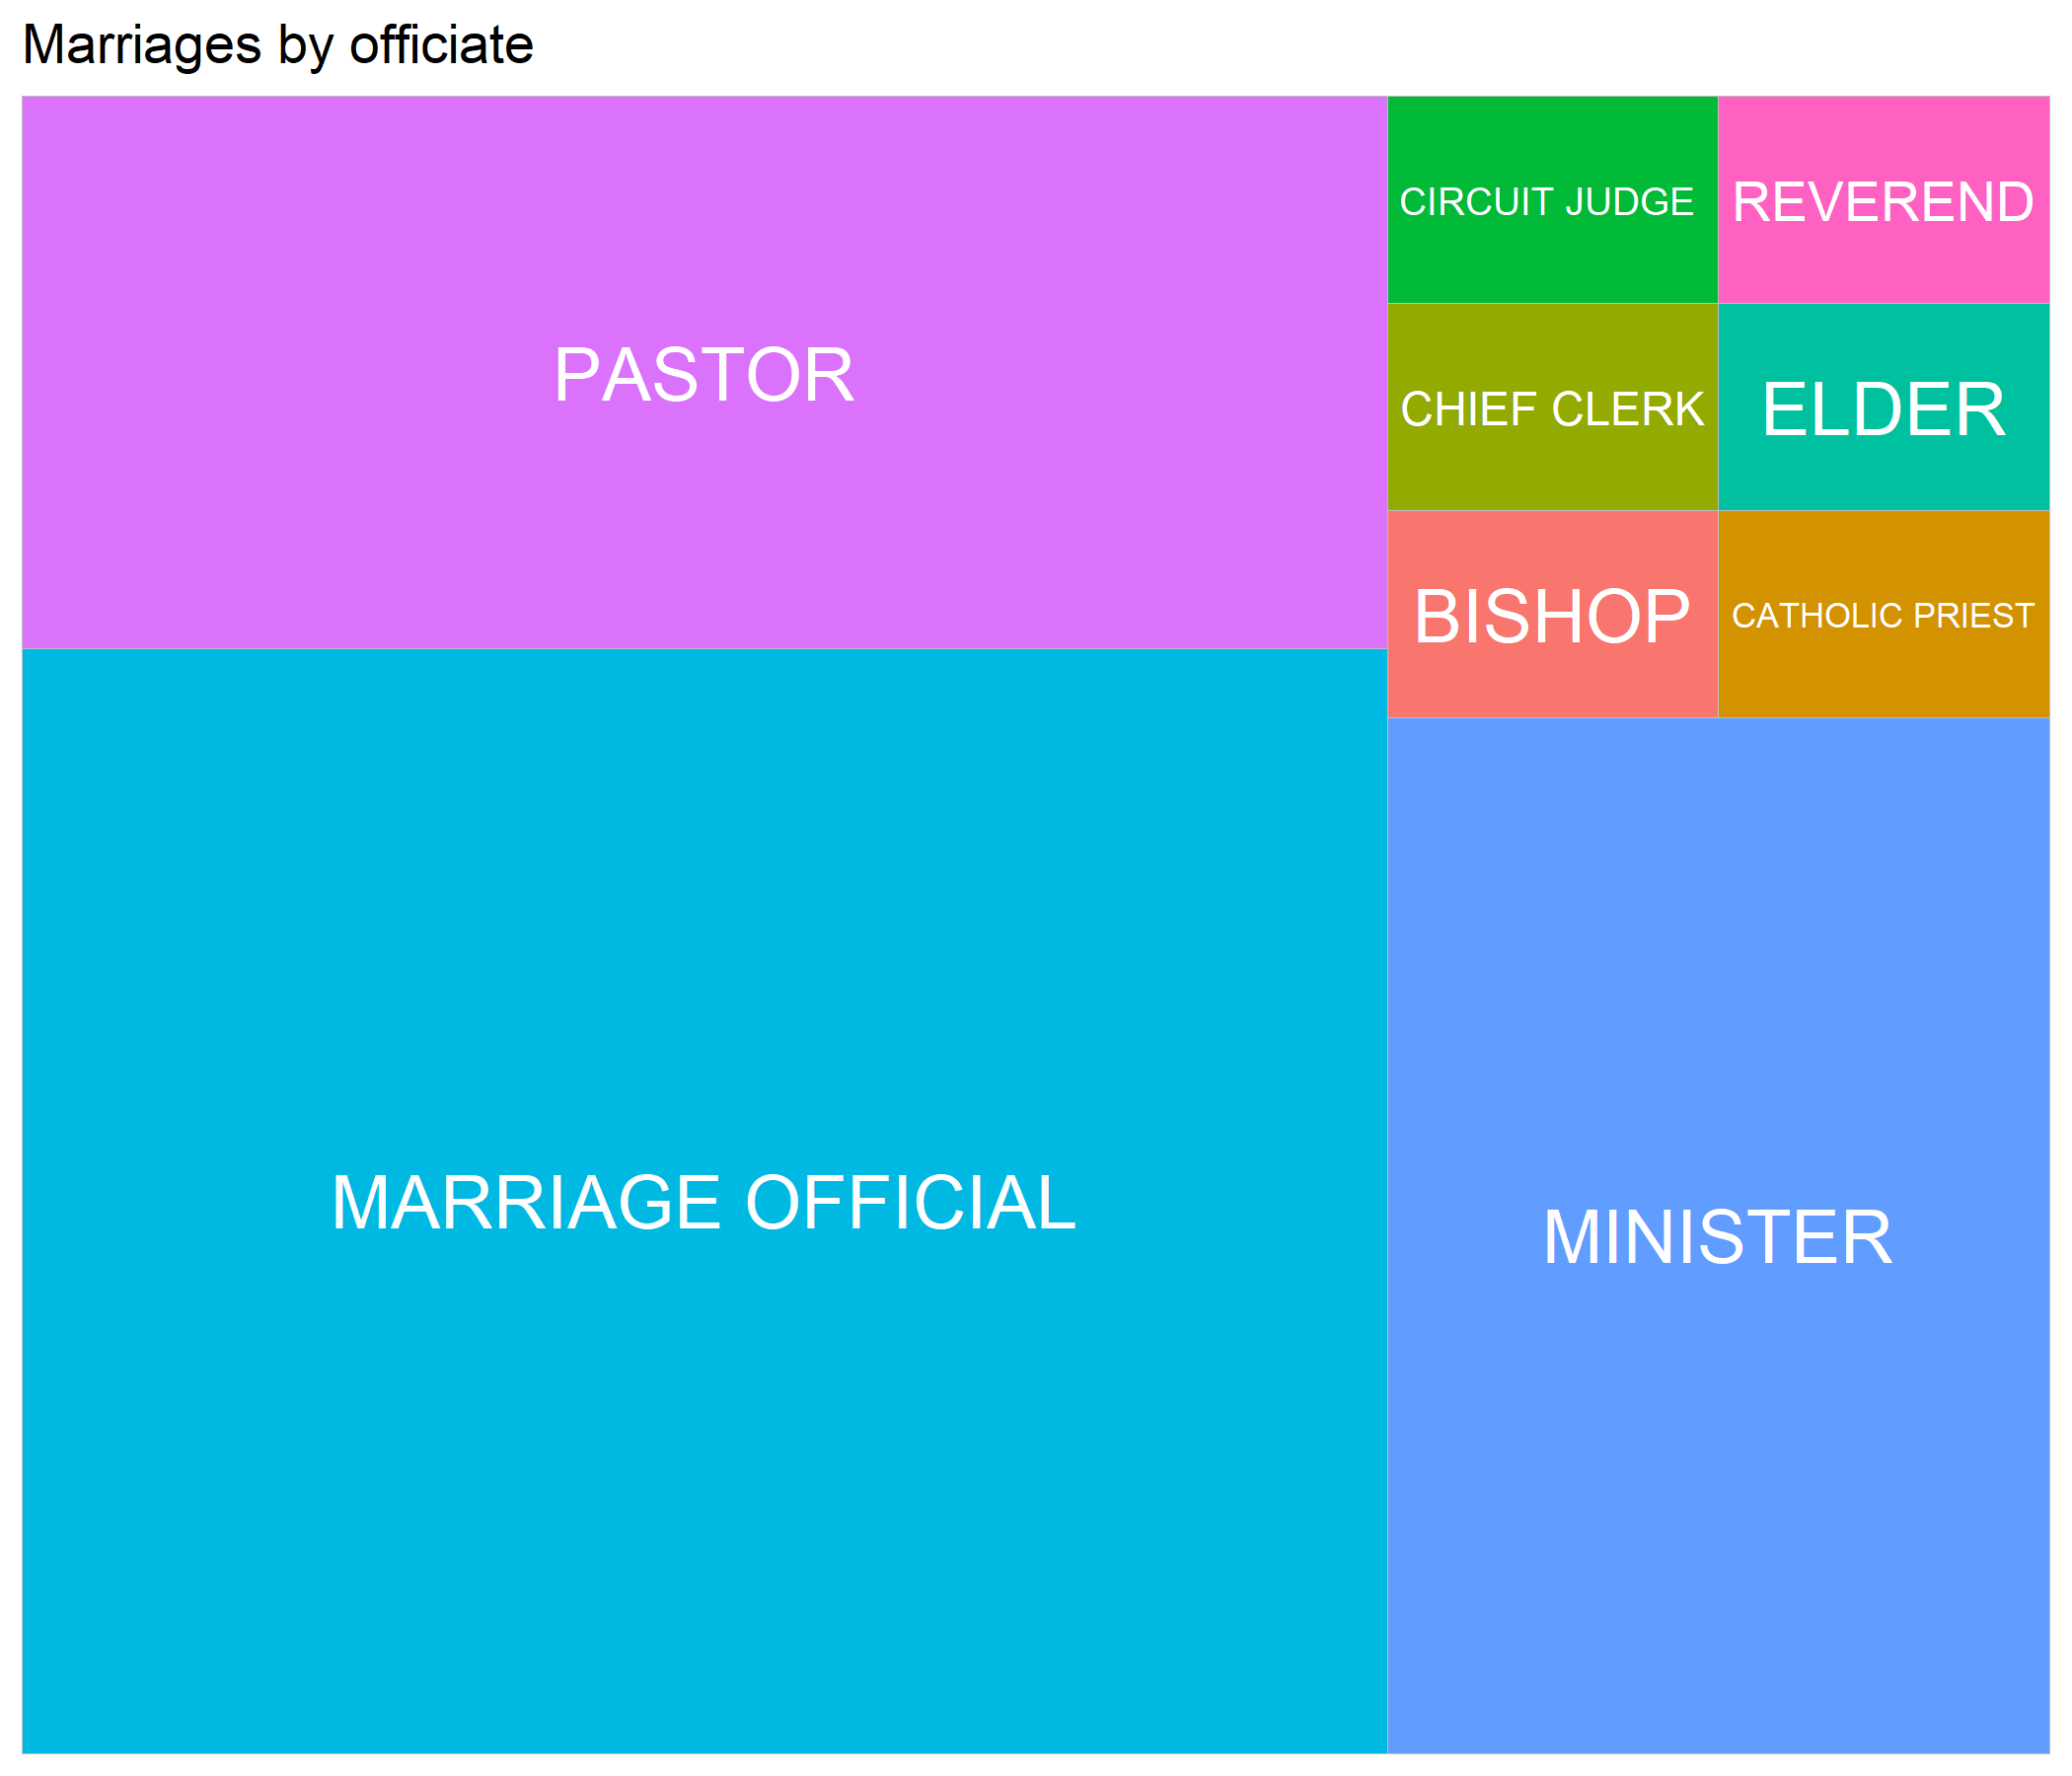 Marriages by officiate
PASTOR
CIRCUIT JUDGE
REVEREND
CHIEF CLERK
ELDER
BISHOP
CATHOLIC PRIEST
MARRIAGE OFFICIAL
MINISTER